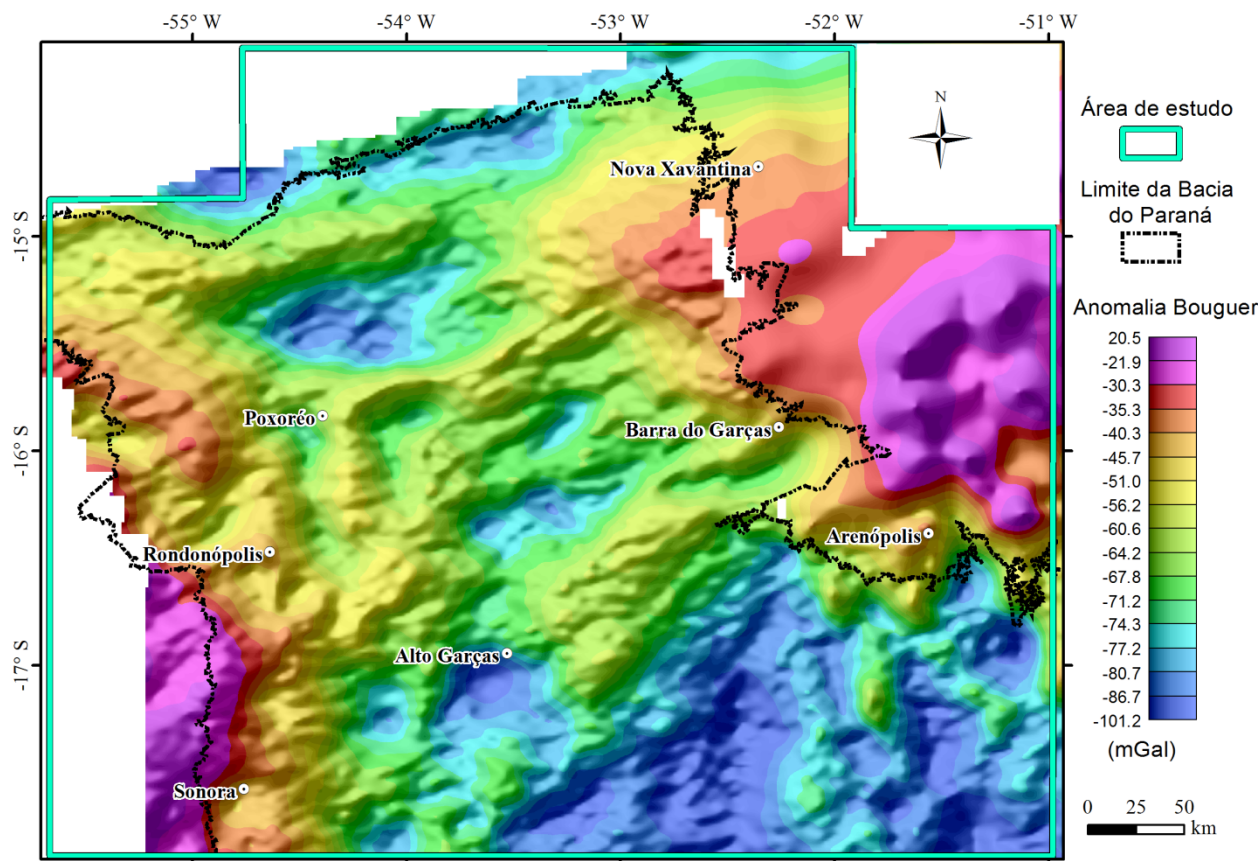 -55° W
-54° W
-53° W
-52° W
-51° W
N
Área de estudo
Limite da Bacia
do Paraná
Nova Xavantina
-15° S
Anomalia Bouguer
20.5
-21.9
-30.3
-35.3
-40.3
-45.7
-51.0
-56.2
-60.6
-64.2
-67.8
-71.2
-74.6
-77.2
-80.7
-86.7
-101.2
(mGal)
Poxoréo
Barra do Garças
-16° S
Arenópolis
Rondonópolis
Alto Garças
-17° S
Sonora
0 25 50
km